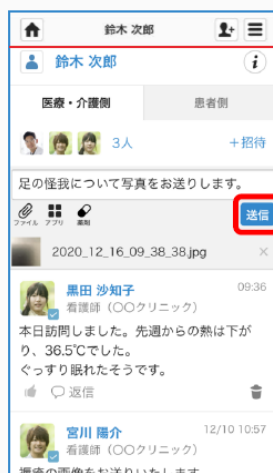 鈴木 次郎
鈴木 次郎
医療・介護側
患者側
3人
+招待
足の怪我について写真をお送りします。
ファイル アプリ 薬剤
送信
2020_12_16_09_38_38.jpg ×
黒田 沙知子 09:36
看護師（〇〇クリニック）
本日訪問しました。先週からの熱は下が
り、36.5℃でした。
ぐっすり眠れたそうです。
返信
宮川 陽介 12/10 10:57
看護師（〇〇クリニック）